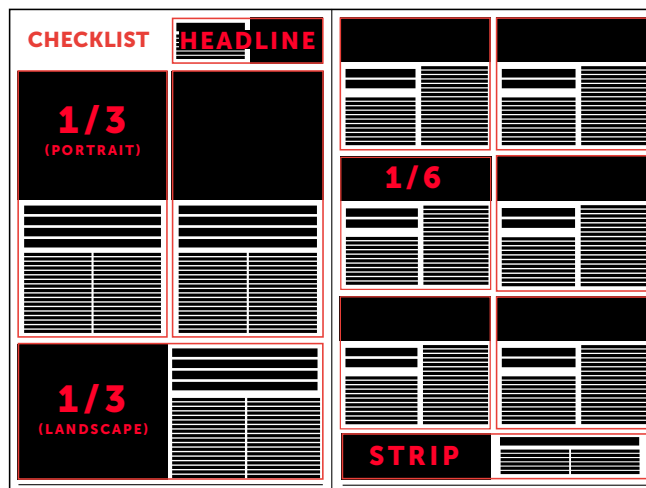 CHECKLIST
HEADLINE
1/3
(PORTRAIT)
1/3
(LANDSCAPE)
1/6
STRIP